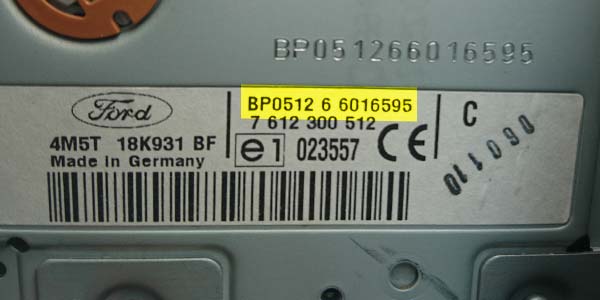 BP051266016595
Ford
BP0512 6 6016595
7 612 300 512
C
4M5T 18K931 BF
Made in Germany
e1 023557 CE
060110